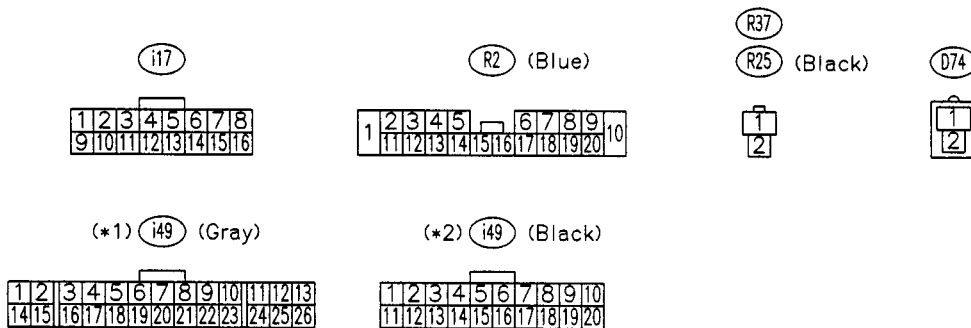 R37
i17
R2 (Blue)
R25 (Black)
D74
1 2 3 4 5 6 7 8
9 10 11 12 13 14 15 16
1 2 3 4 5 6 7 8 9 10
11 12 13 14 15 16 17 18 19 20
1
2
1
2
(*1) i49 (Gray)
(*2) i49 (Black)
1 2 3 4 5 6 7 8 9 10 11 12 13
14 15 16 17 18 19 20 21 22 23 24 25 26
1 2 3 4 5 6 7 8 9 10
11 12 13 14 15 16 17 18 19 20